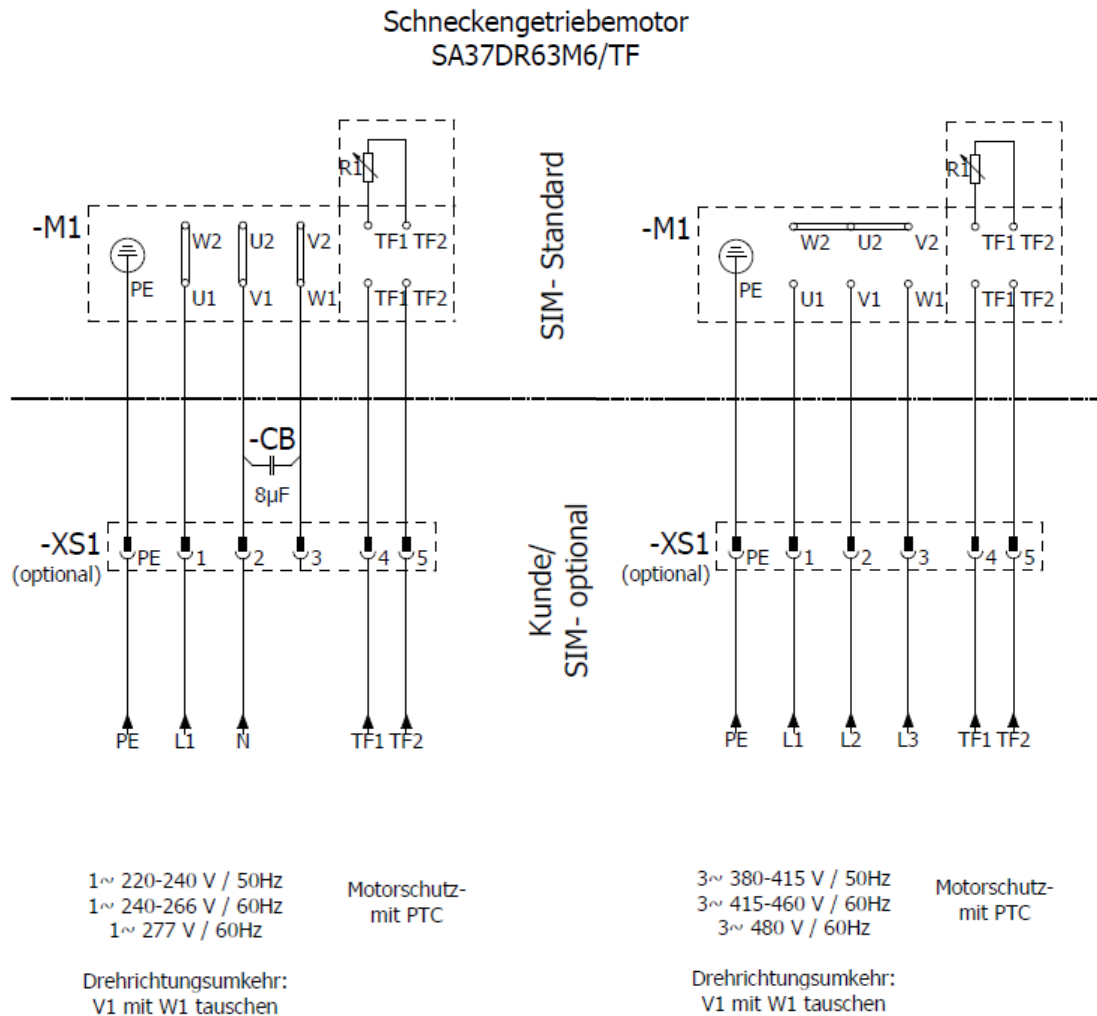 Schneckengetriebemotor
SA37DR63M6/TF
-M1
PE
W2 U2 V2
U1 V1 W1
R1
TF1 TF2
TF1 TF2
-CB
8µF
-XS1
(optional)
PE 1 2 3 4 5
PE L1 N TF1 TF2
1~ 220-240 V / 50Hz
1~ 240-266 V / 60Hz
1~ 277 V / 60Hz
Motorschutz-
mit PTC
Drehrichtungsumkehr:
V1 mit W1 tauschen
SIM- Standard
Kunde/
SIM- optional
-M1
PE
W2 U2 V2
U1 V1 W1
R1
TF1 TF2
TF1 TF2
-XS1
(optional)
PE 1 2 3 4 5
PE L1 L2 L3 TF1 TF2
3~ 380-415 V / 50Hz
3~ 415-460 V / 60Hz
3~ 480 V / 60Hz
Motorschutz-
mit PTC
Drehrichtungsumkehr:
V1 mit W1 tauschen